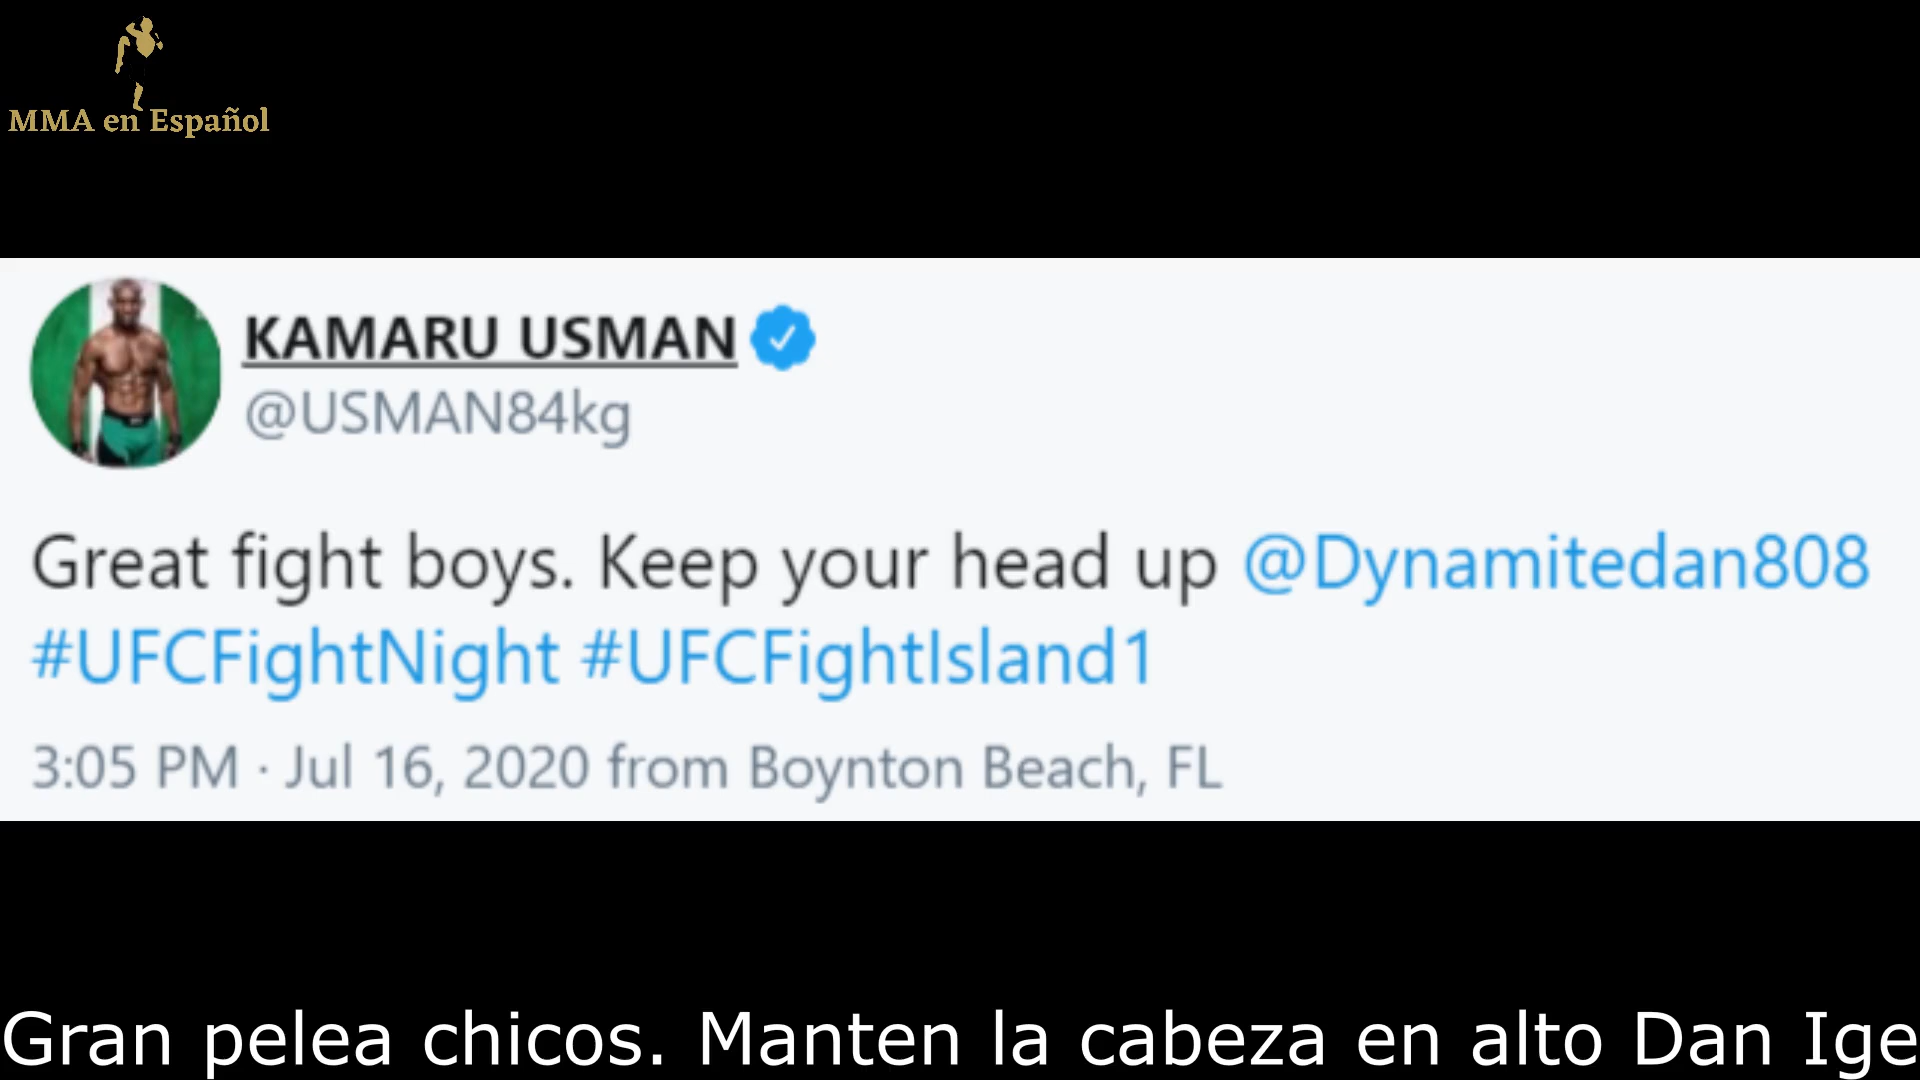 MMA en Español
KAMARU USMAN
@USMAN84kg
Great fight boys. Keep your head up @Dynamitedan808
#UFCFightNight #UFCFightIsland1
3:05 PM · Jul 16, 2020 from Boynton Beach, FL
Gran pelea chicos. Manten la cabeza en alto Dan Ige